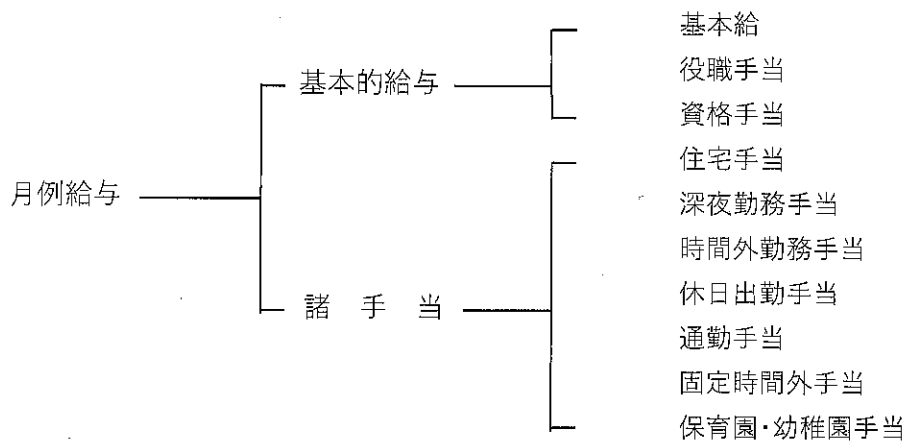 基本給
基本的給与
役職手当
資格手当
住宅手当
月例給与
深夜勤務手当
時間外勤務手当
休日出勤手当
諸手当
通勤手当
固定時間外手当
保育園・幼稚園手当